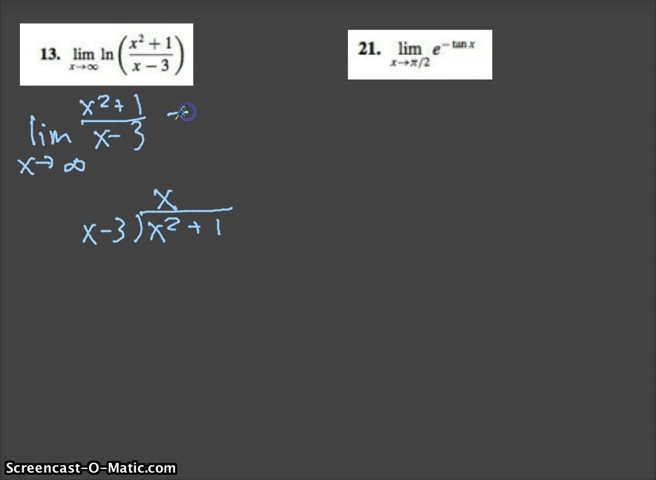 13. lim x→∞ ln( (x² + 1)/(x − 3) )
21. lim x→π/2 e^(−tan x)
lim x→∞ (x² + 1)/(x − 3) →
x
x − 3 ) x² + 1
Screencast-O-Matic.com